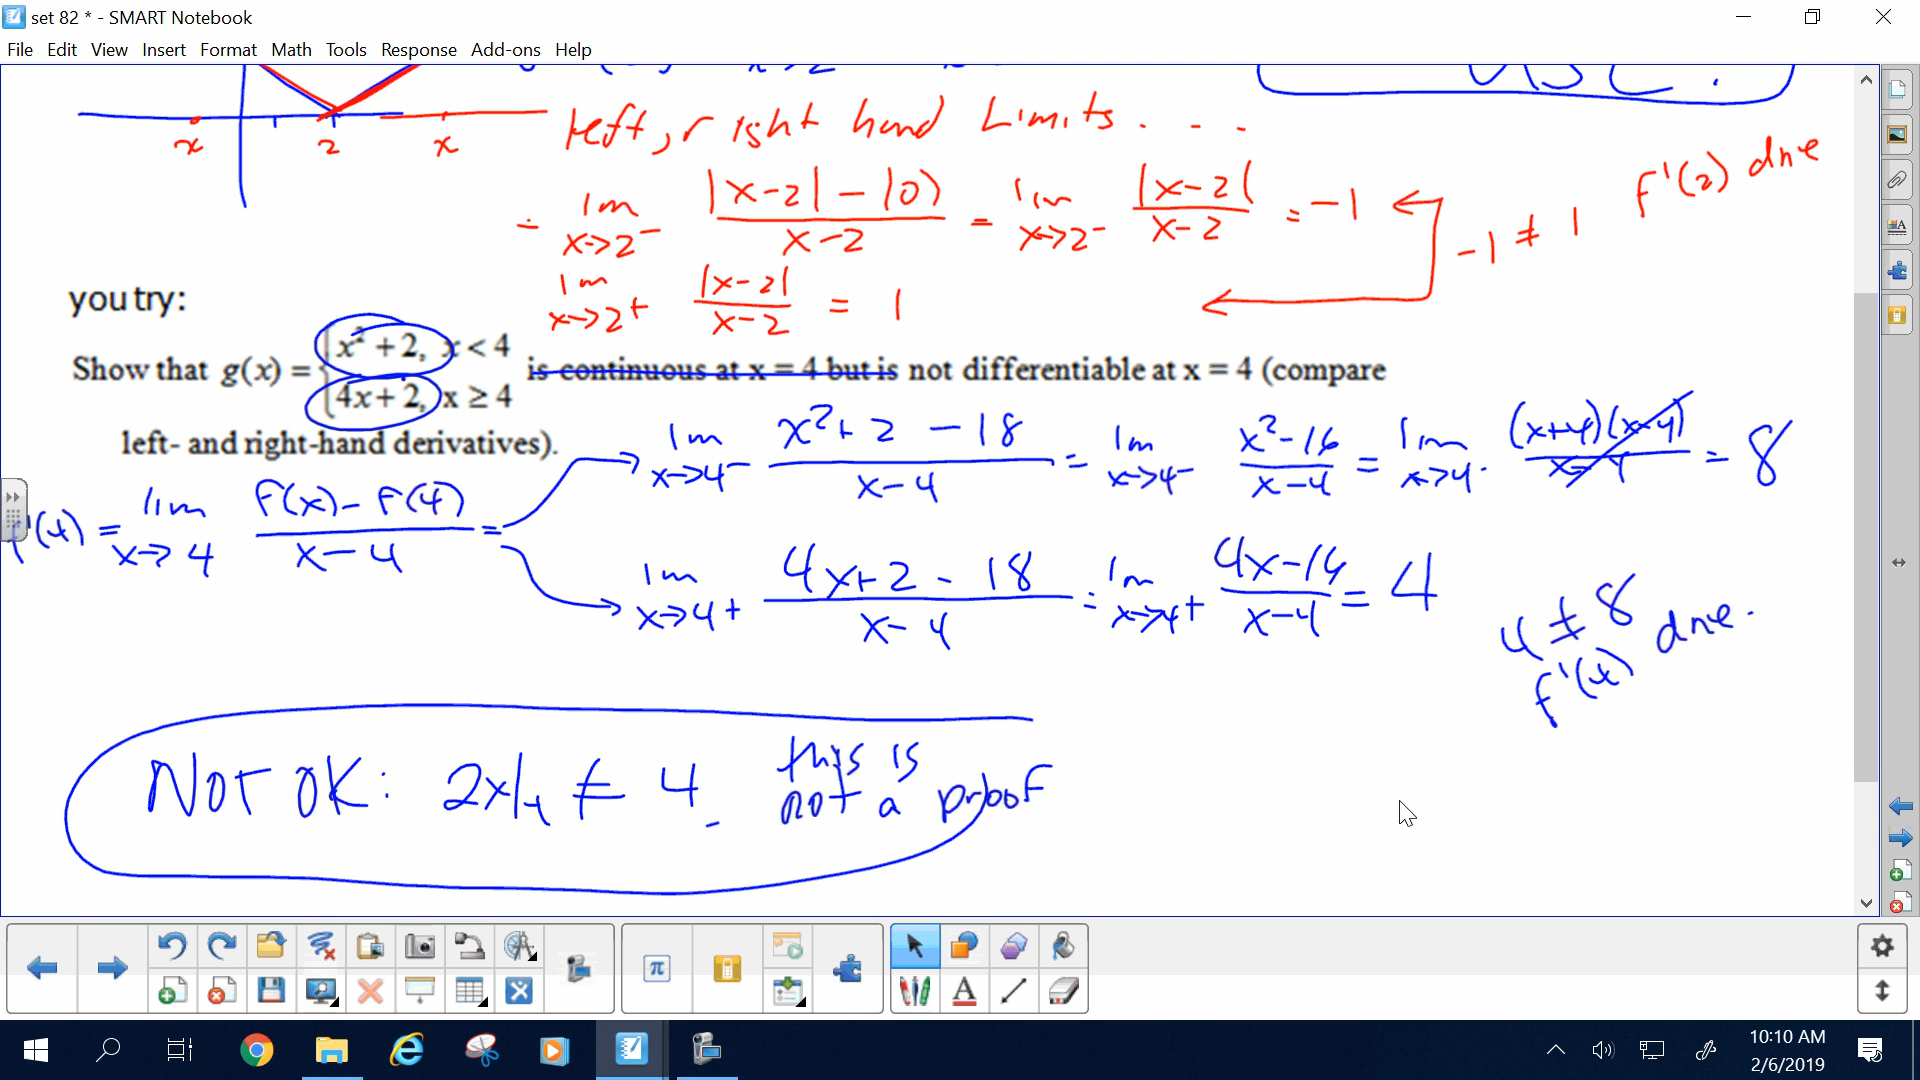 set 82 * - SMART Notebook
File Edit View Insert Format Math Tools Response Add-ons Help
left, right hand Limits . . .
x 2 x
f'(2) dne
= lim x→2⁻ (|x-2| - |0|)/(x-2) = lim x→2⁻ |x-2|/(x-2) = -1
-1 ≠ 1
lim x→2+ |x-2|/(x-2) = 1
you try:
Show that g(x) = { x² + 2, x < 4
4x + 2, x ≥ 4
is continuous at x = 4 but is not differentiable at x = 4 (compare
left- and right-hand derivatives).
lim x→4⁻ (x²+2-18)/(x-4) = lim x→4⁻ (x²-16)/(x-4) = lim x→4⁻ (x+4)(x-4)/(x-4) = 8
f'(4) = lim x→4 (f(x)-f(4))/(x-4) =
lim x→4+ (4x+2-18)/(x-4) = lim x→4+ (4x-16)/(x-4) = 4
4 ≠ 8
f'(4) dne.
NOT OK: 2x|₄ ≠ 4 this is
not a proof
π
A
10:10 AM
2/6/2019